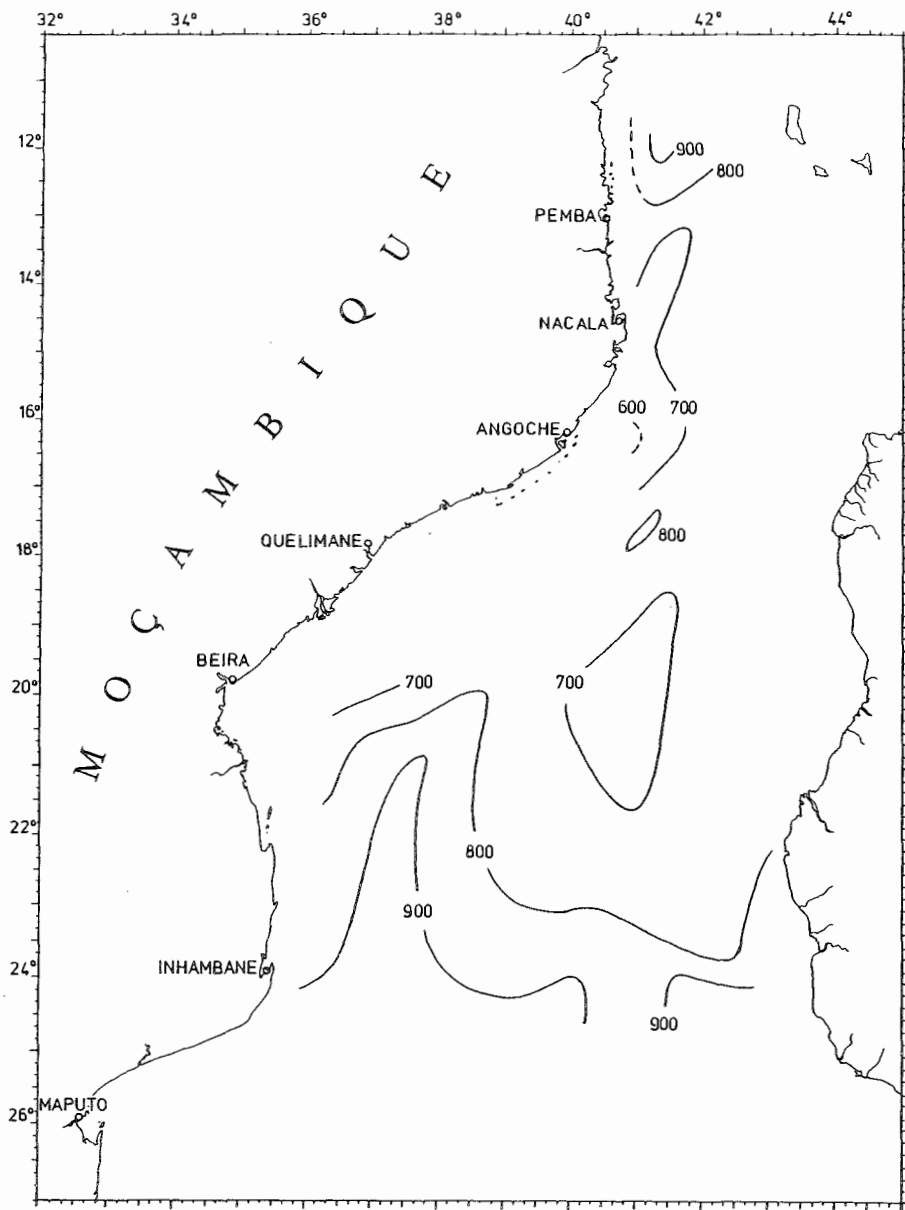 32° 34° 36° 38° 40° 42° 44°
12°
900
800
PEMBA
14°
NACALA
16°
600 700
ANGOCHE
QUELIMANE
800
18°
MOÇAMBIQUE
BEIRA
20°
700
700
22°
800
900
INHAMBANE
24°
900
MAPUTO
26°